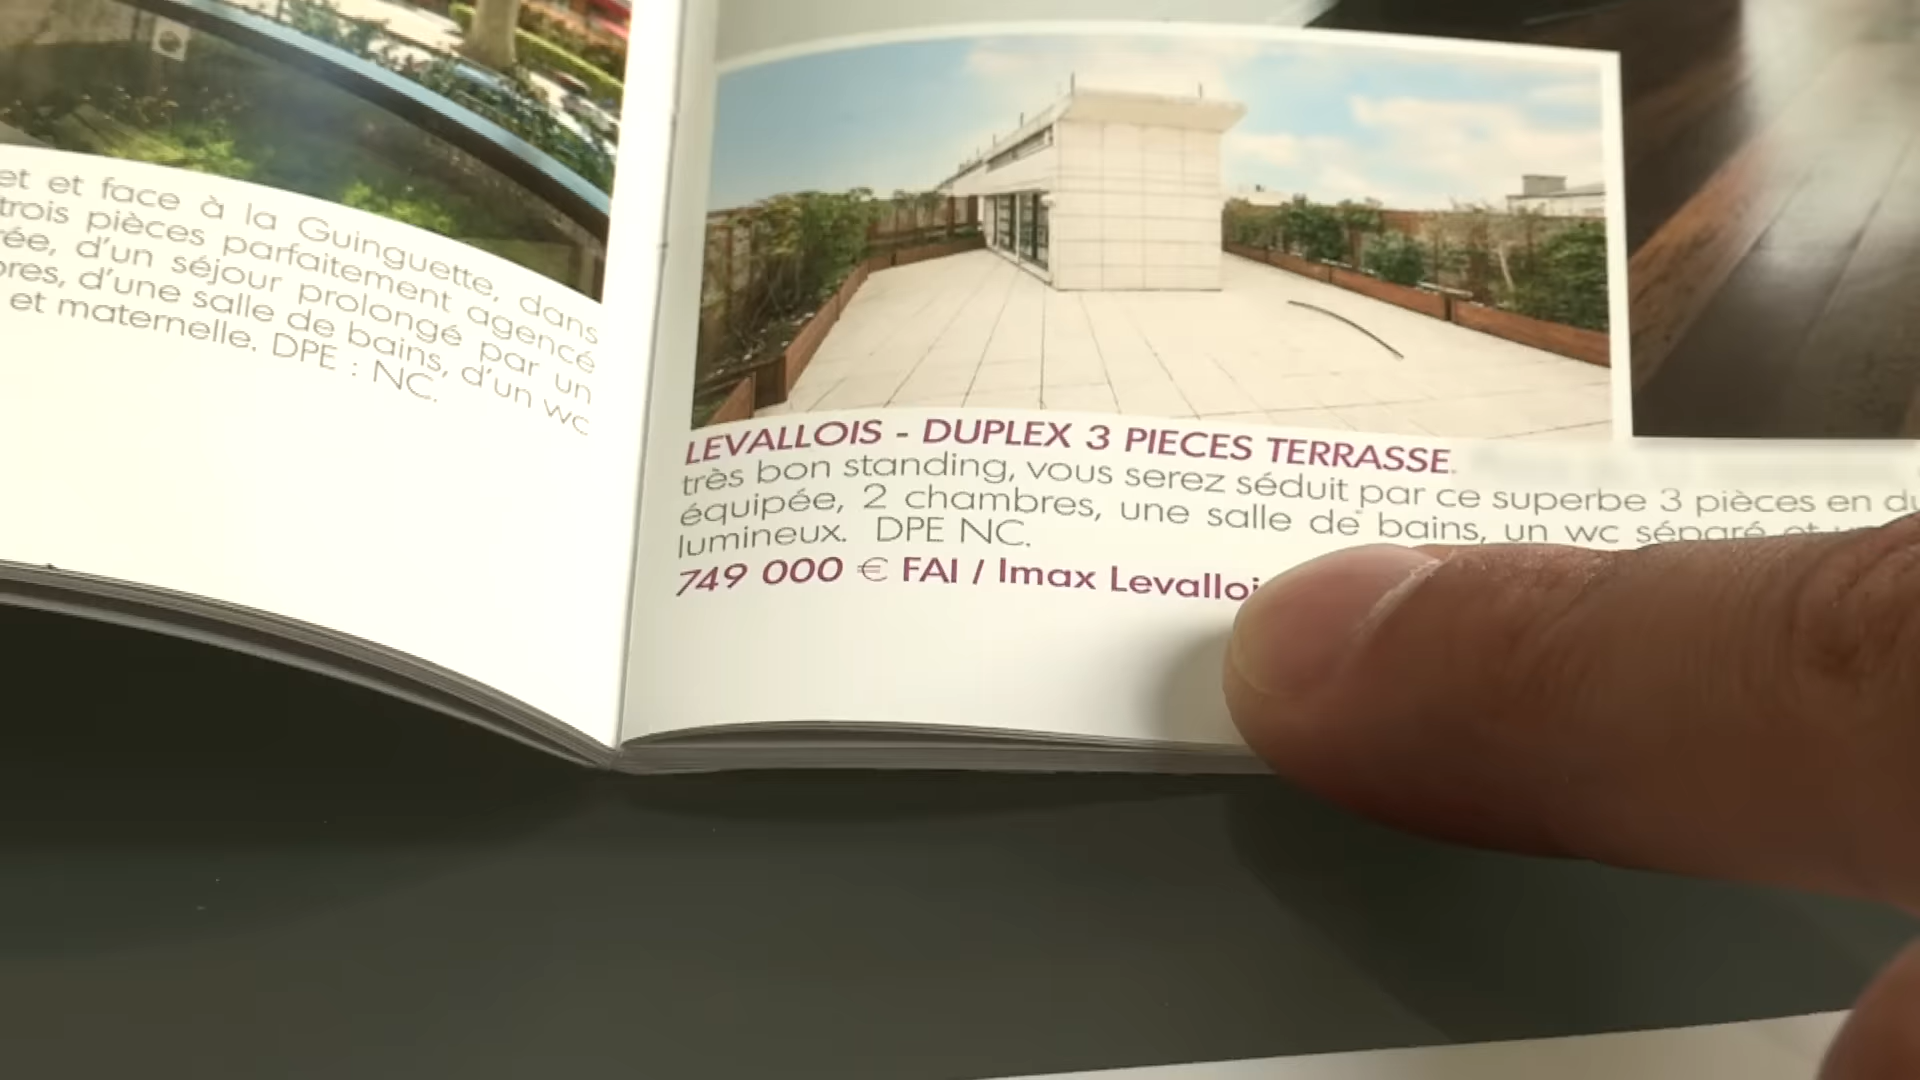 et et face à la Guinguette, dans
trois pièces parfaitement agencé
d'un séjour prolongé par un
d'une salle de bains, d'un wc
et maternelle. DPE : NC.
LEVALLOIS - DUPLEX 3 PIECES TERRASSE.
très bon standing, vous serez séduit par ce superbe 3 pièces en du
équipée, 2 chambres, une salle de bains, un wc séparé et
lumineux. DPE NC.
749 000 € FAI / Imax Levalloi